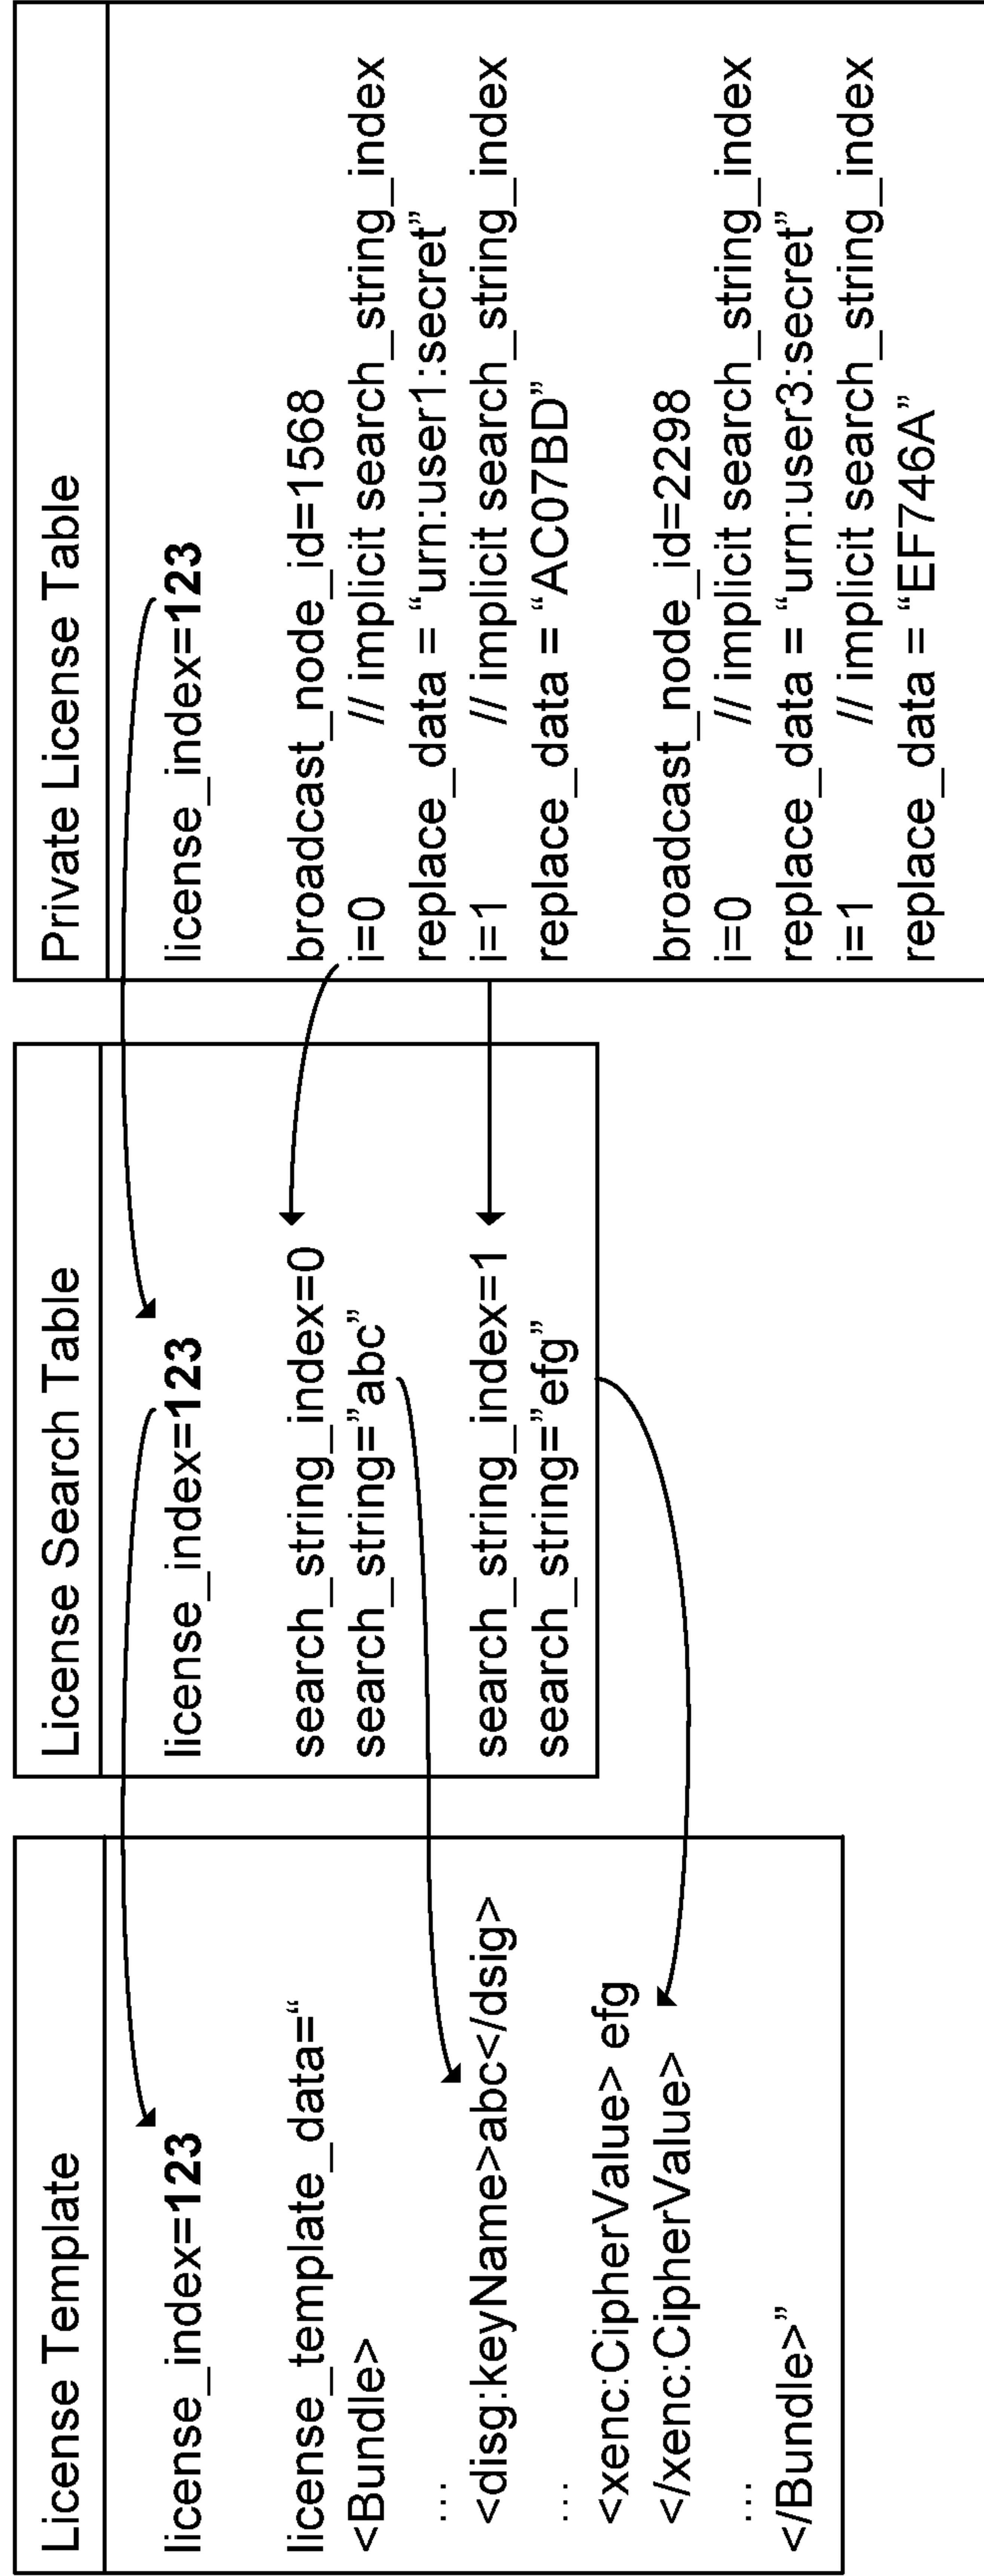 License Template
license_index=123
license_template_data=“
<Bundle>
…
<disg:keyName>abc</dsig>
…
<xenc:CipherValue> efg
</xenc:CipherValue>
…
</Bundle>”
License Search Table
license_index=123
search_string_index=0
search_string=”abc”
search_string_index=1
search_string=”efg”
Private License Table
license_index=123
broadcast_node_id=1568
i=0 // implicit search_string_index
replace_data = “urn:user1:secret”
i=1 // implicit search_string_index
replace_data = “AC07BD”
broadcast_node_id=2298
i=0 // implicit search_string_index
replace_data = “urn:user3:secret”
i=1 // implicit search_string_index
replace_data = “EF746A”